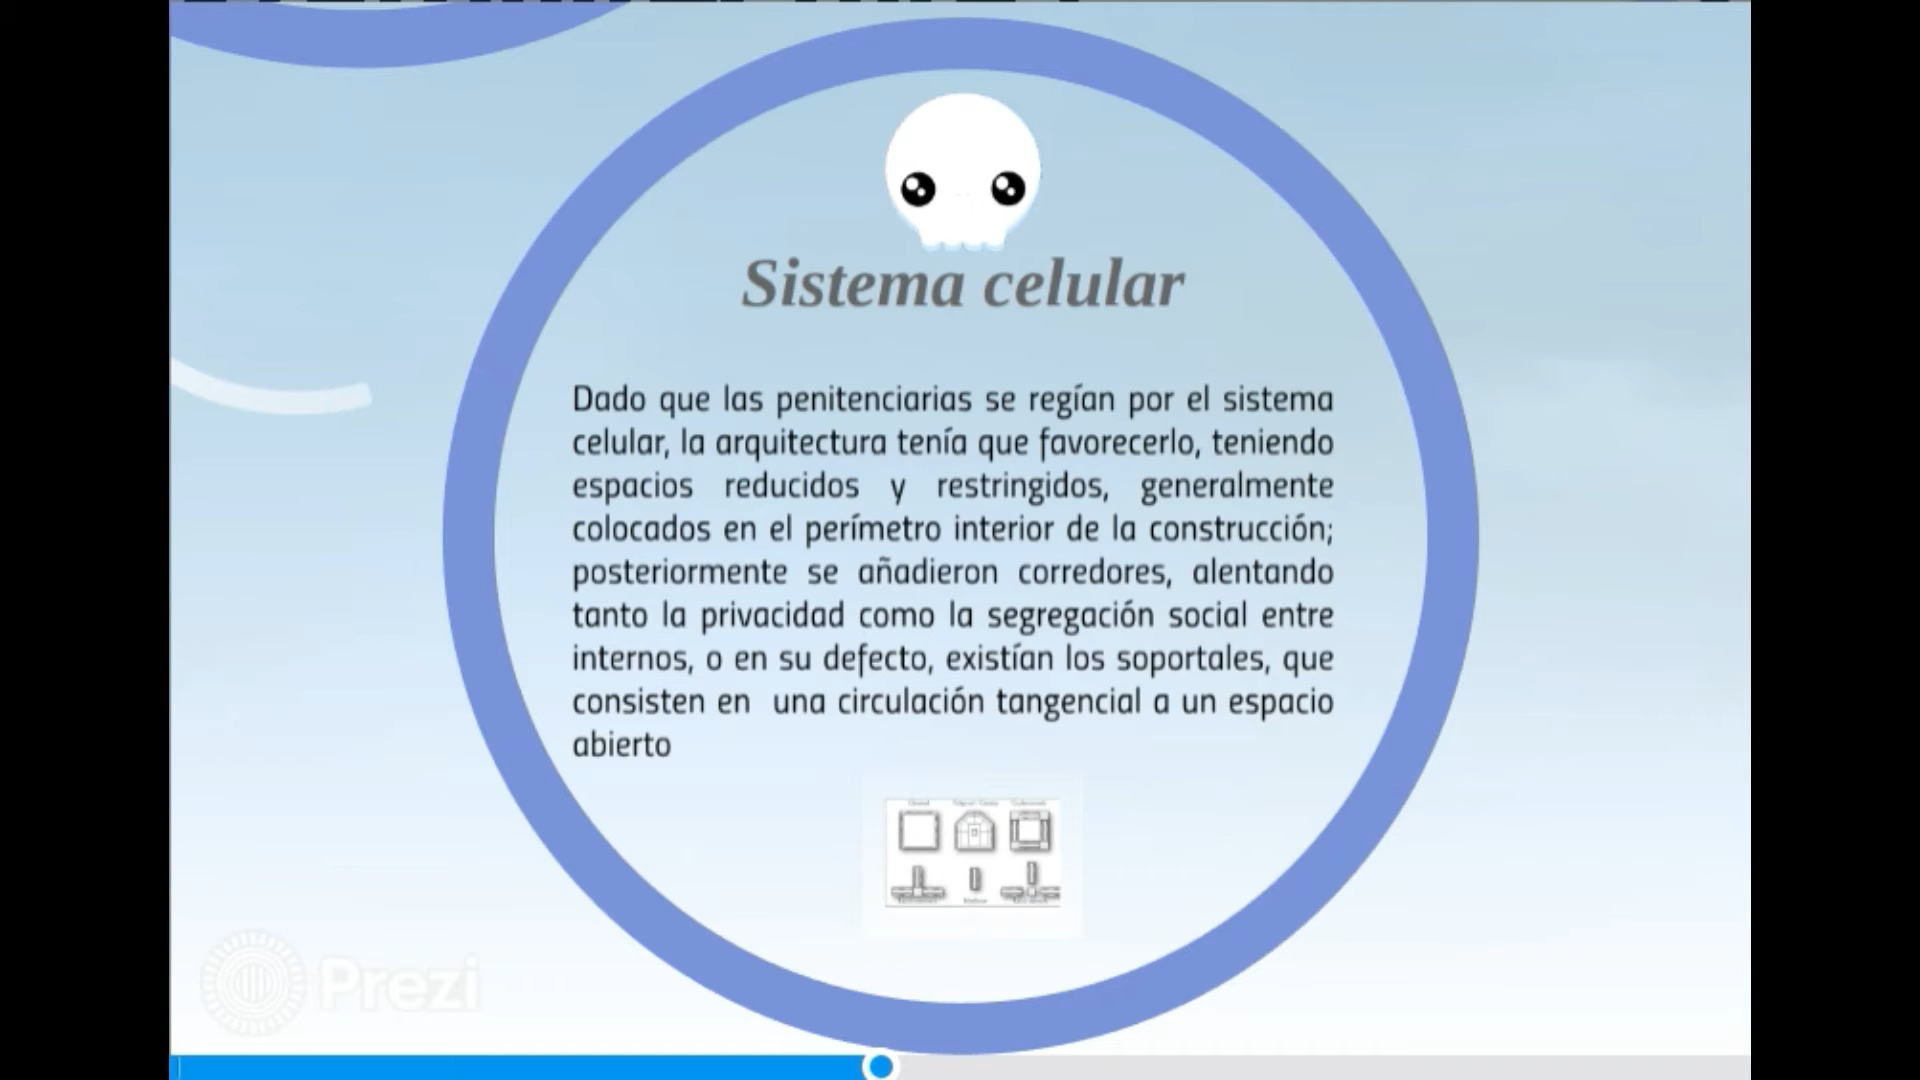 Sistema celular
Dado que las penitenciarias se regían por el sistema
celular, la arquitectura tenía que favorecerlo, teniendo
espacios reducidos y restringidos, generalmente
colocados en el perímetro interior de la construcción;
posteriormente se añadieron corredores, alentando
tanto la privacidad como la segregación social entre
internos, o en su defecto, existían los soportales, que
consisten en una circulación tangencial a un espacio
abierto
Prezi